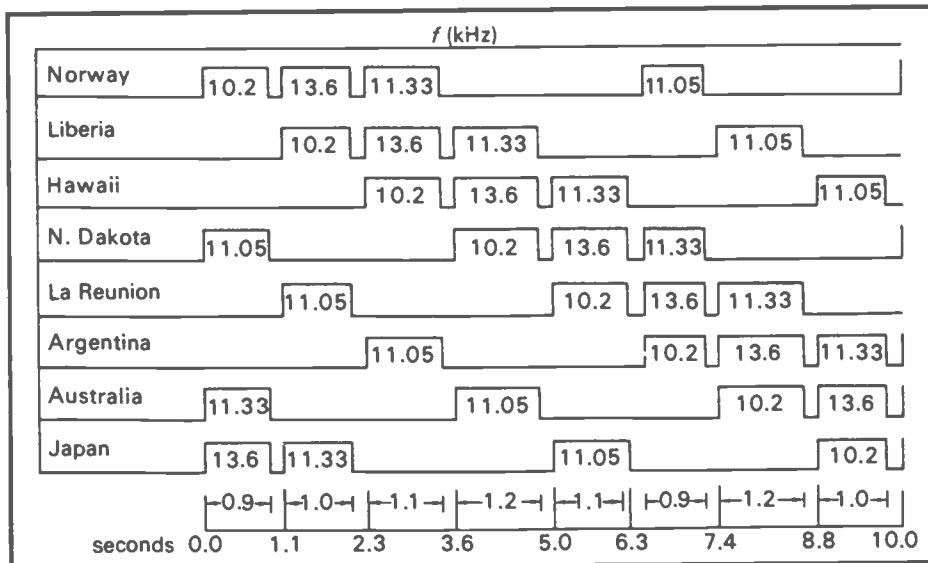 f (kHz)
Norway 10.2 13.6 11.33 11.05
Liberia 10.2 13.6 11.33 11.05
Hawaii 10.2 13.6 11.33 11.05
N. Dakota 11.05 10.2 13.6 11.33
La Reunion 11.05 10.2 13.6 11.33
Argentina 11.05 10.2 13.6 11.33
Australia 11.33 11.05 10.2 13.6
Japan 13.6 11.33 11.05 10.2
0.9 1.0 1.1 1.2 1.1 0.9 1.2 1.0
seconds 0.0 1.1 2.3 3.6 5.0 6.3 7.4 8.8 10.0